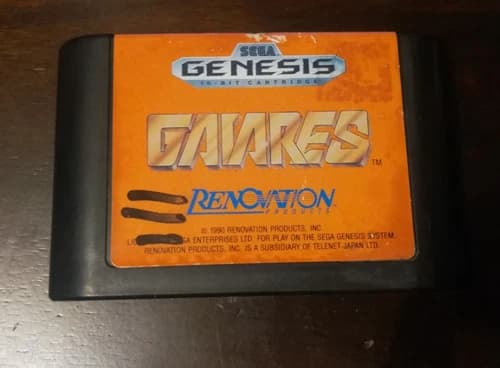 SEGA
GENESIS
16-BIT CARTRIDGE
GAIARES
TM
RENOVATION
PRODUCTS
© 1990 RENOVATION PRODUCTS, INC.
ENTERPRISES LTD. FOR PLAY ON THE SEGA GENESIS SYSTEM.
RENOVATION PRODUCTS, INC. IS A SUBSIDIARY OF TELENET JAPAN LTD.